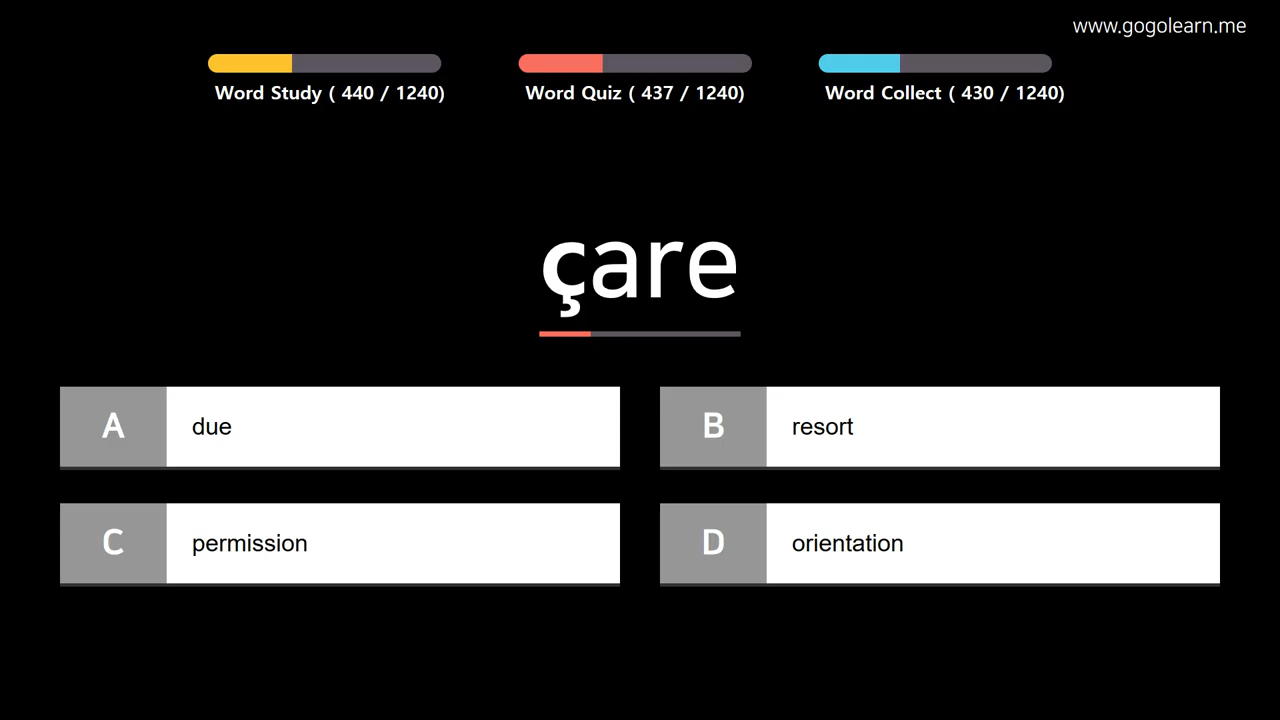 www.gogolearn.me
Word Study ( 440 / 1240)
Word Quiz ( 437 / 1240)
Word Collect ( 430 / 1240)
çare
A due
B resort
C permission
D orientation